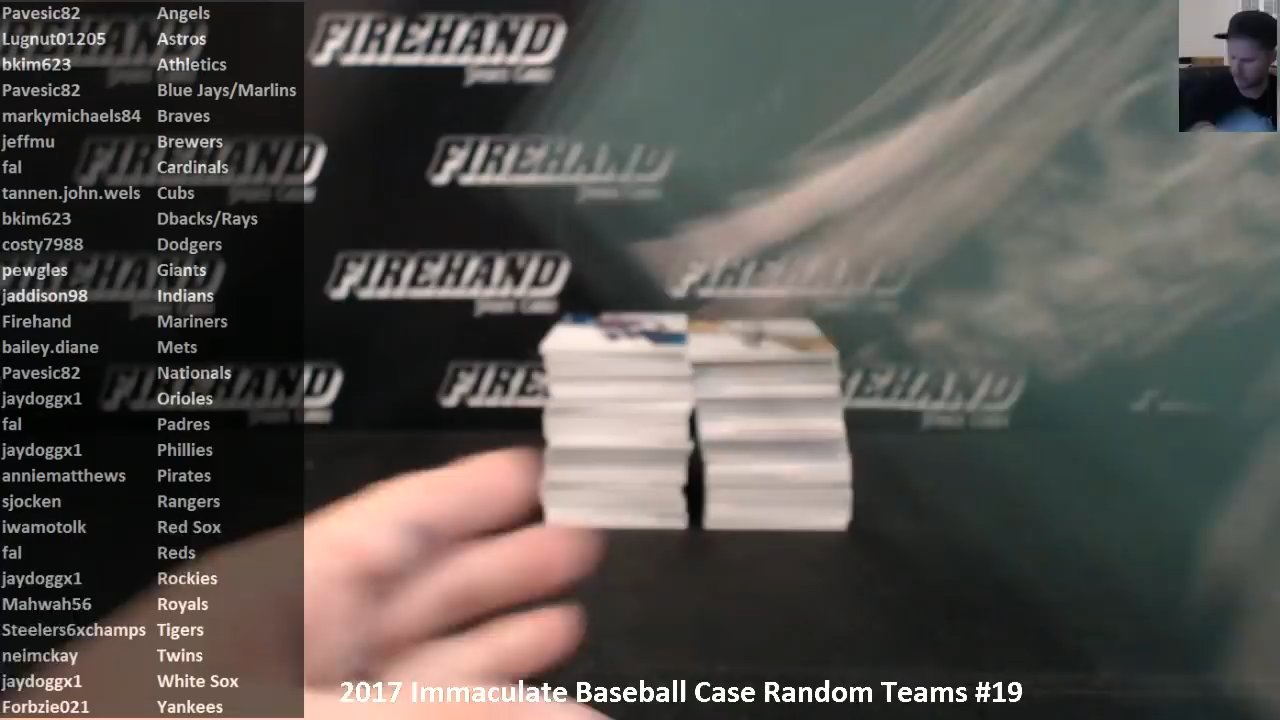 Pavesic82 Angels
Lugnut01205 Astros
bkim623 Athletics
Pavesic82 Blue Jays/Marlins
markymichaels84 Braves
jeffmu Brewers
fal Cardinals
tannen.john.wels Cubs
bkim623 Dbacks/Rays
costy7988 Dodgers
pewgles Giants
jaddison98 Indians
Firehand Mariners
bailey.diane Mets
Pavesic82 Nationals
jaydoggx1 Orioles
fal Padres
jaydoggx1 Phillies
anniematthews Pirates
sjocken Rangers
iwamotolk Red Sox
fal Reds
jaydoggx1 Rockies
Mahwah56 Royals
Steelers6xchamps Tigers
neimckay Twins
jaydoggx1 White Sox
Forbzie021 Yankees
FIREHAND
FIREHAND
FIREHAND
FIREHAND
FIREHAND
FIREHAND
2017 Immaculate Baseball Case Random Teams #19